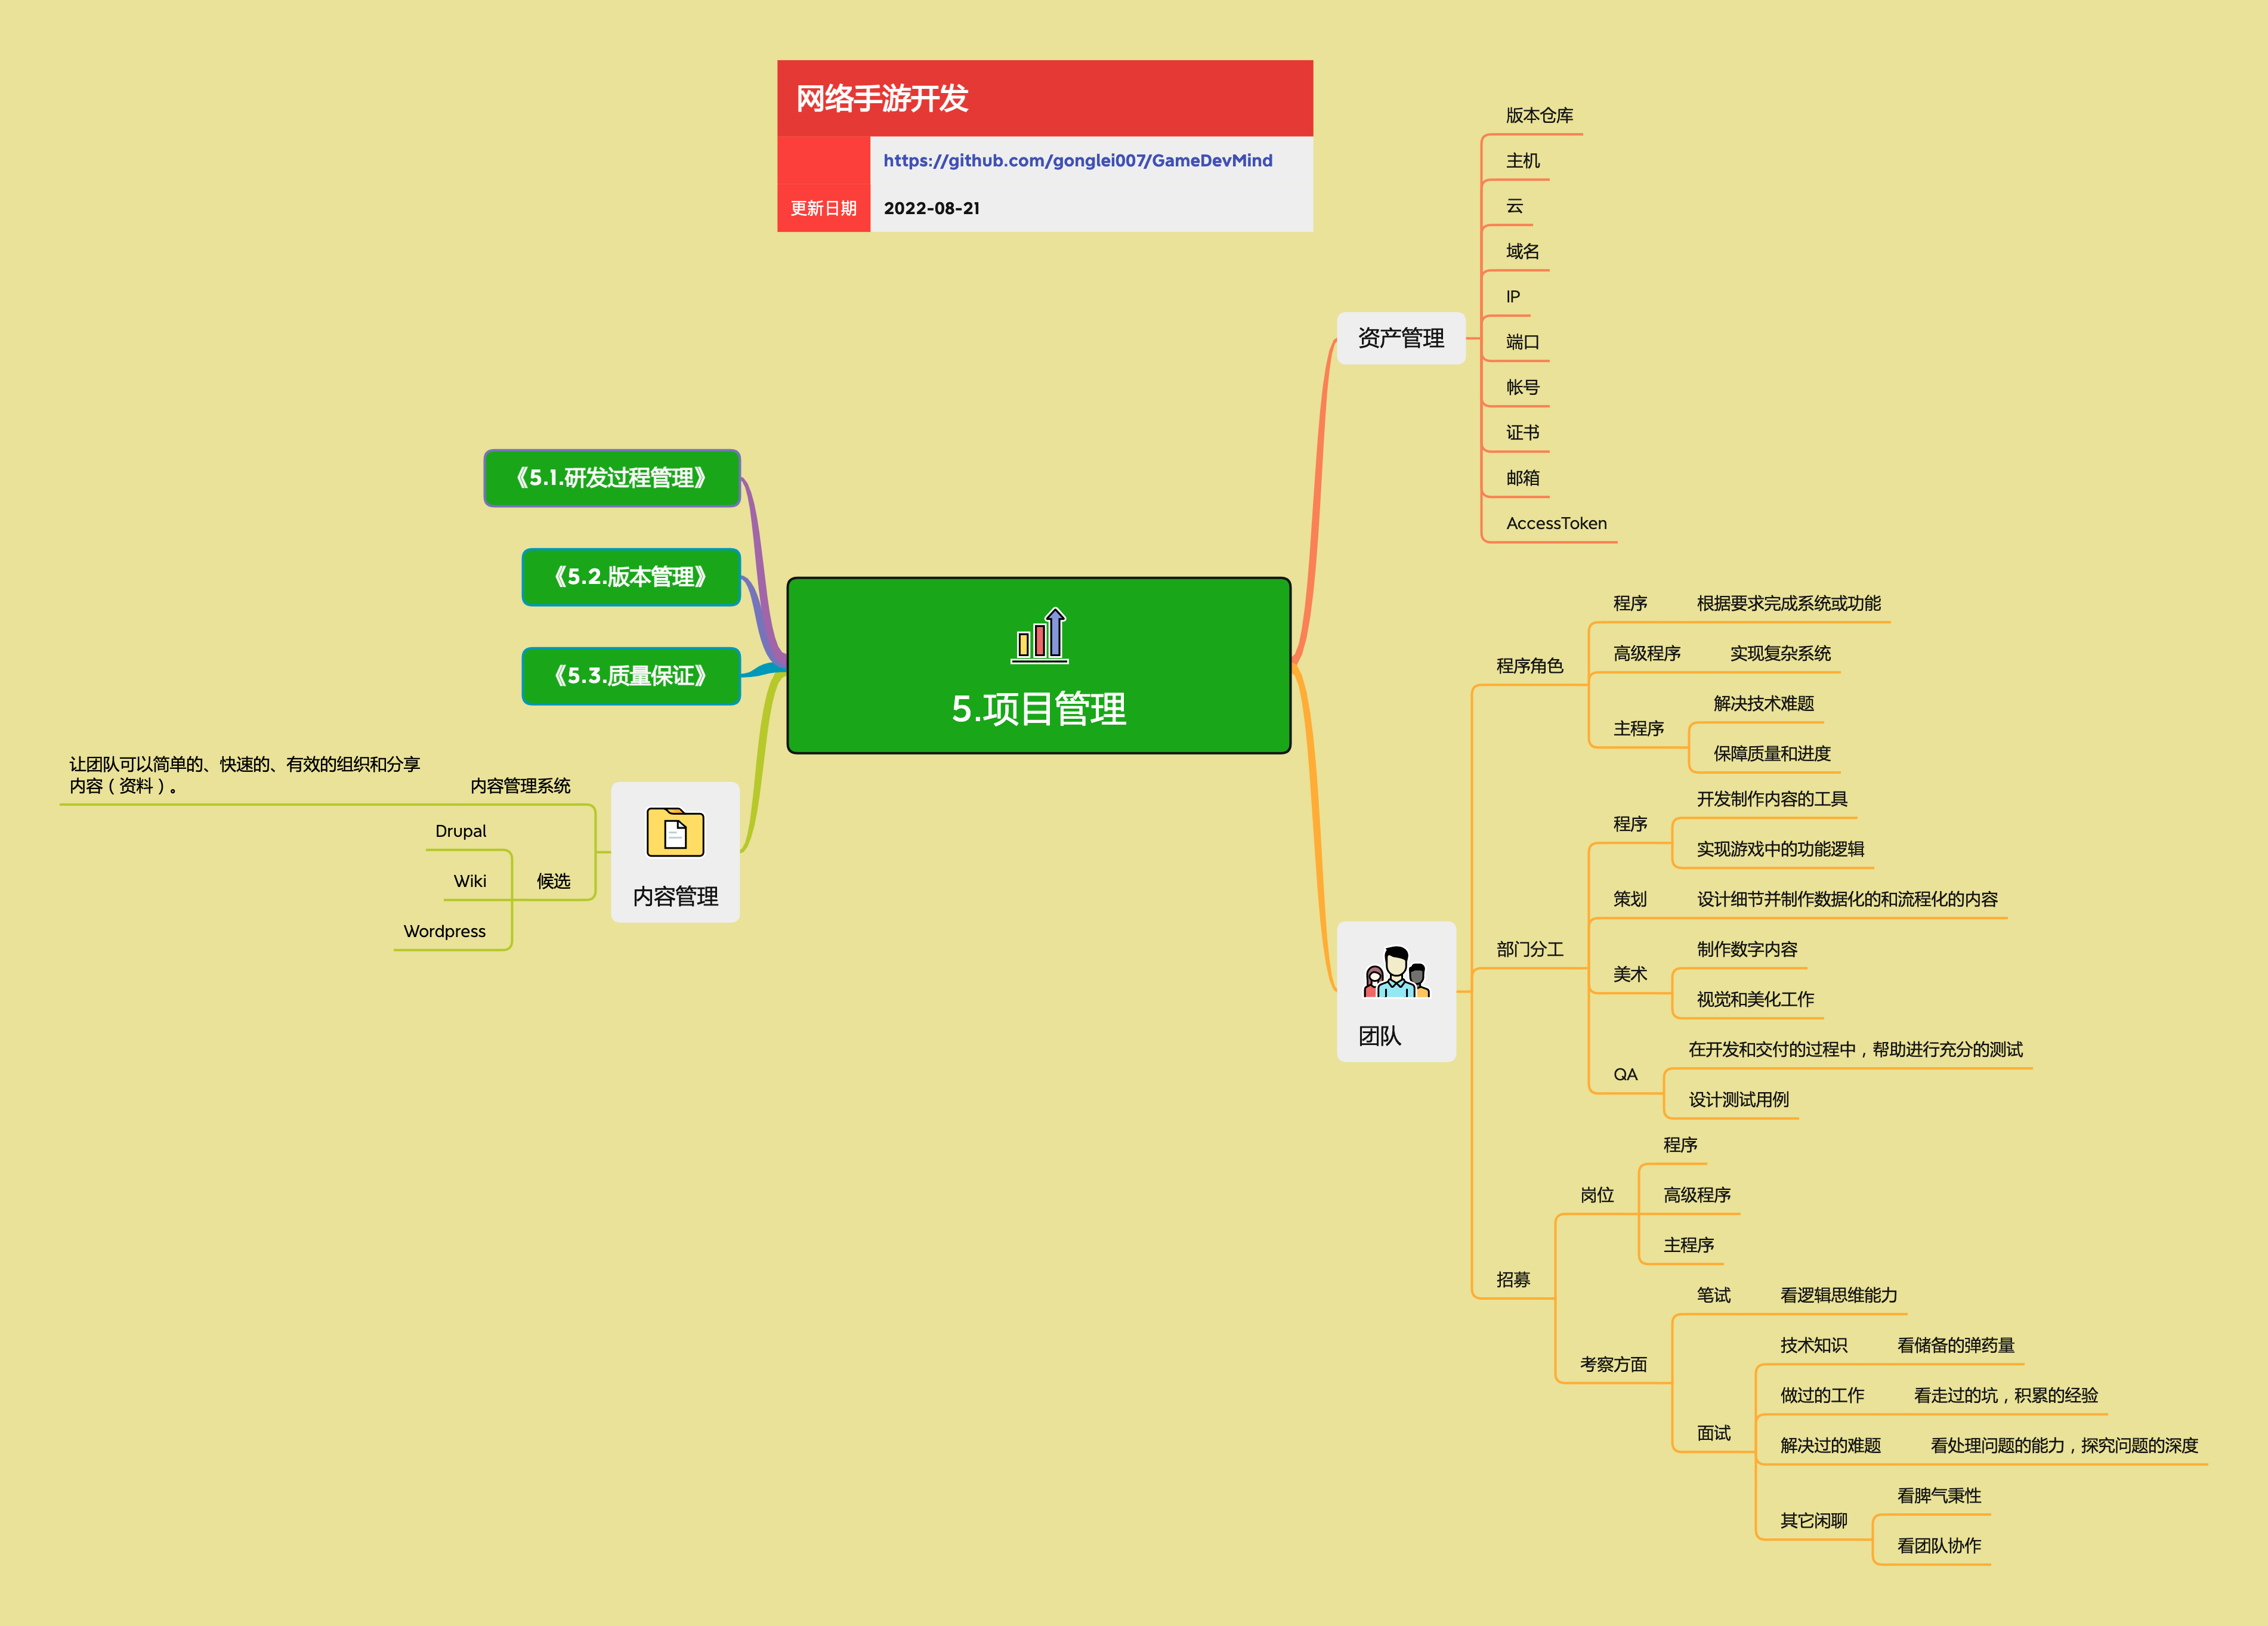 网络手游开发
https://github.com/gonglei007/GameDevMind
更新日期
2022-08-21
5.项目管理
《5.1.研发过程管理》
《5.2.版本管理》
《5.3.质量保证》
内容管理
内容管理系统
让团队可以简单的、快速的、有效的组织和分享
内容（资料）。
候选
Drupal
Wiki
Wordpress
资产管理
版本仓库
主机
云
域名
IP
端口
帐号
证书
邮箱
AccessToken
团队
程序角色
程序
根据要求完成系统或功能
高级程序
实现复杂系统
主程序
解决技术难题
保障质量和进度
部门分工
程序
开发制作内容的工具
实现游戏中的功能逻辑
策划
设计细节并制作数据化的和流程化的内容
美术
制作数字内容
视觉和美化工作
QA
在开发和交付的过程中，帮助进行充分的测试
设计测试用例
招募
岗位
程序
高级程序
主程序
考察方面
笔试
看逻辑思维能力
面试
技术知识
看储备的弹药量
做过的工作
看走过的坑，积累的经验
解决过的难题
看处理问题的能力，探究问题的深度
其它闲聊
看脾气秉性
看团队协作